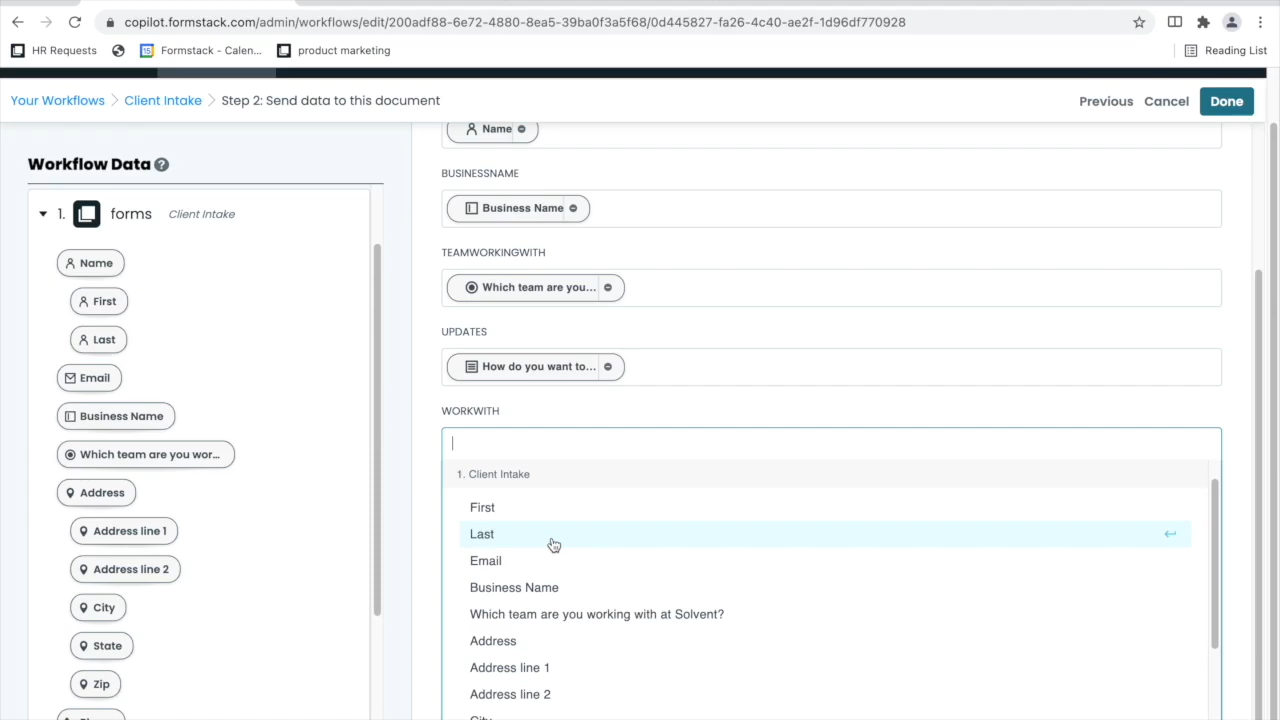 copilot.formstack.com/admin/workflows/edit/200adf88-6e72-4880-8ea5-39ba0f3a5f68/0d445827-fa26-4c40-ae2f-1d96df770928
HR Requests
15
Formstack - Calen...
product marketing
Reading List
Your Workflows
Client Intake
Step 2: Send data to this document
Previous
Cancel
Done
Workflow Data
?
1. forms Client Intake
Name
First
Last
Email
Business Name
Which team are you wor...
Address
Address line 1
Address line 2
City
State
Zip
Name
BUSINESSNAME
Business Name
TEAMWORKINGWITH
Which team are you...
UPDATES
How do you want to...
WORKWITH
1. Client Intake
First
Last
Email
Business Name
Which team are you working with at Solvent?
Address
Address line 1
Address line 2